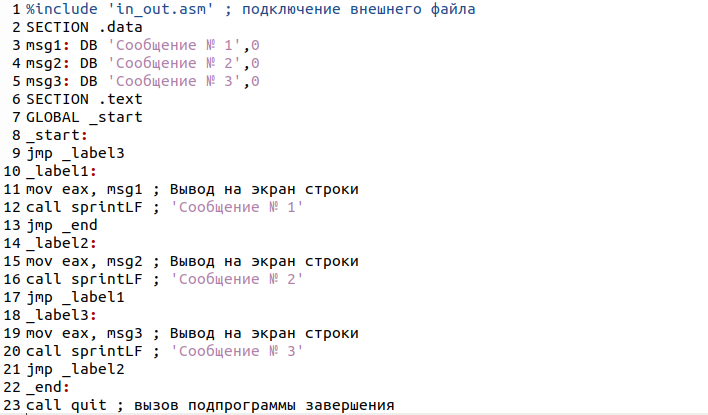 1 %include 'in_out.asm' ; подключение внешнего файла
2 SECTION .data
3 msg1: DB 'Сообщение № 1',0
4 msg2: DB 'Сообщение № 2',0
5 msg3: DB 'Сообщение № 3',0
6 SECTION .text
7 GLOBAL _start
8 _start:
9 jmp _label3
10 _label1:
11 mov eax, msg1 ; Вывод на экран строки
12 call sprintLF ; 'Сообщение № 1'
13 jmp _end
14 _label2:
15 mov eax, msg2 ; Вывод на экран строки
16 call sprintLF ; 'Сообщение № 2'
17 jmp _label1
18 _label3:
19 mov eax, msg3 ; Вывод на экран строки
20 call sprintLF ; 'Сообщение № 3'
21 jmp _label2
22 _end:
23 call quit ; вызов подпрограммы завершения